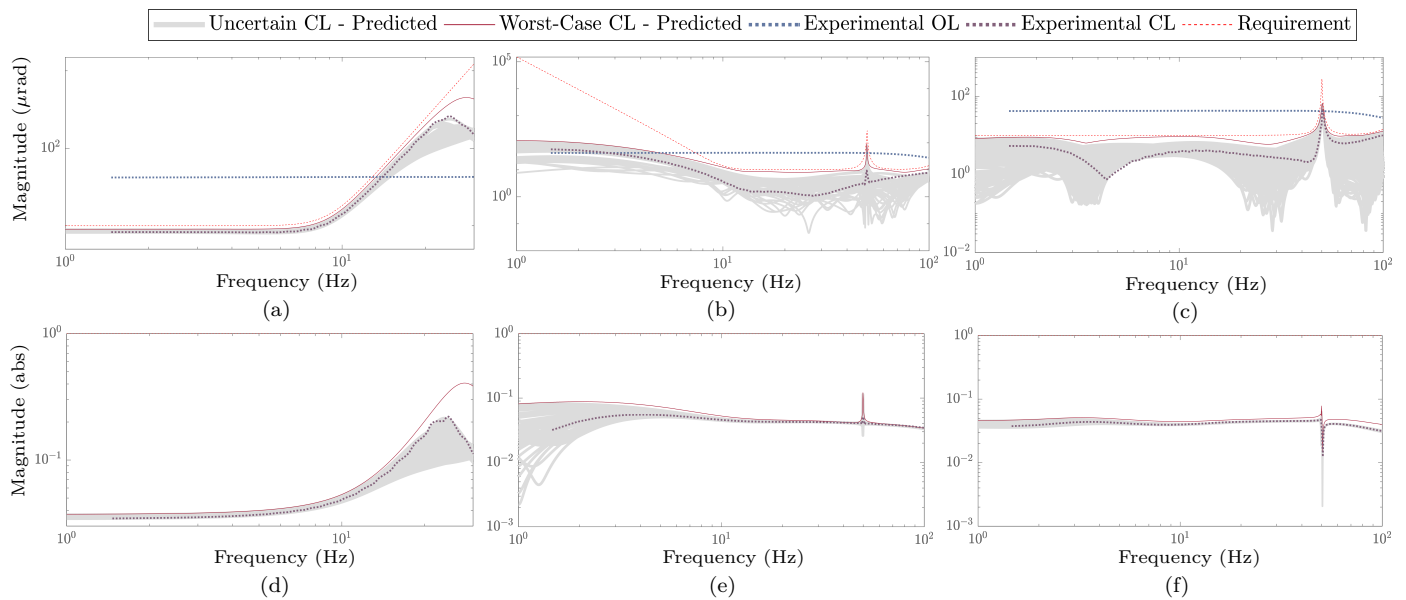 Uncertain CL - Predicted Worst-Case CL - Predicted Experimental OL Experimental CL Requirement
Magnitude (μrad)
10^2
10^0 10^1
Frequency (Hz)
(a)
10^5
10^0
10^0 10^1 10^2
Frequency (Hz)
(b)
10^2
10^0
10^-2
10^0 10^1 10^2
Frequency (Hz)
(c)
Magnitude (abs)
10^0
10^-1
10^0 10^1
Frequency (Hz)
(d)
10^0
10^-1
10^-2
10^-3
10^0 10^1 10^2
Frequency (Hz)
(e)
10^0
10^-1
10^-2
10^-3
10^0 10^1 10^2
Frequency (Hz)
(f)